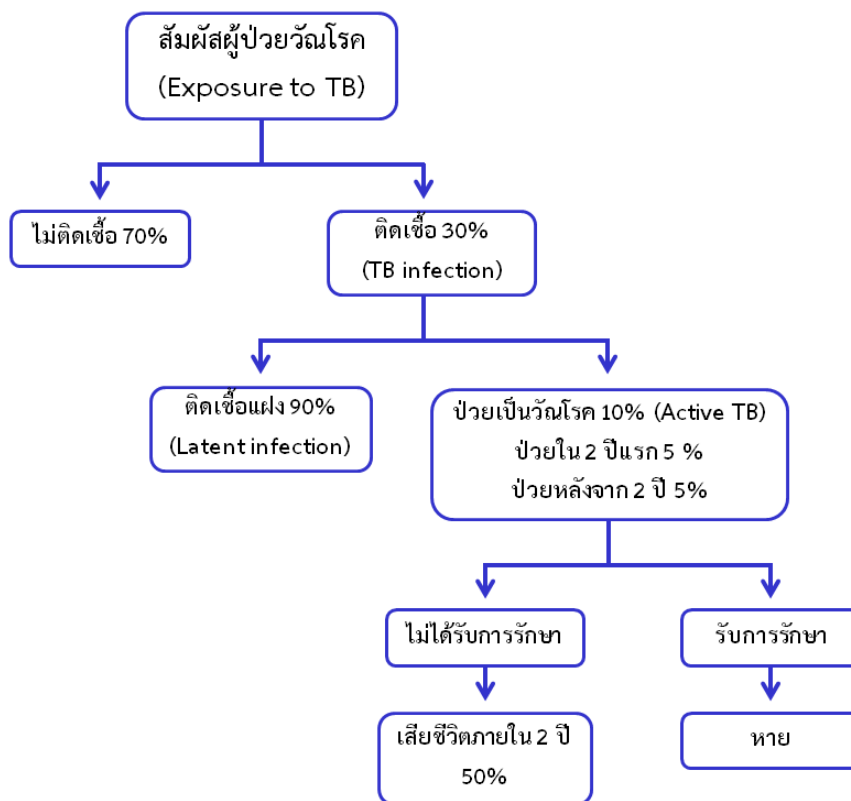 สัมผัสผู้ป่วยวัณโรค
(Exposure to TB)
ไม่ติดเชื้อ 70%
ติดเชื้อ 30%
(TB infection)
ติดเชื้อแฝง 90%
(Latent infection)
ป่วยเป็นวัณโรค 10% (Active TB)
ป่วยใน 2 ปีแรก 5 %
ป่วยหลังจาก 2 ปี 5%
ไม่ได้รับการรักษา
รับการรักษา
เสียชีวิตภายใน 2 ปี
50%
หาย